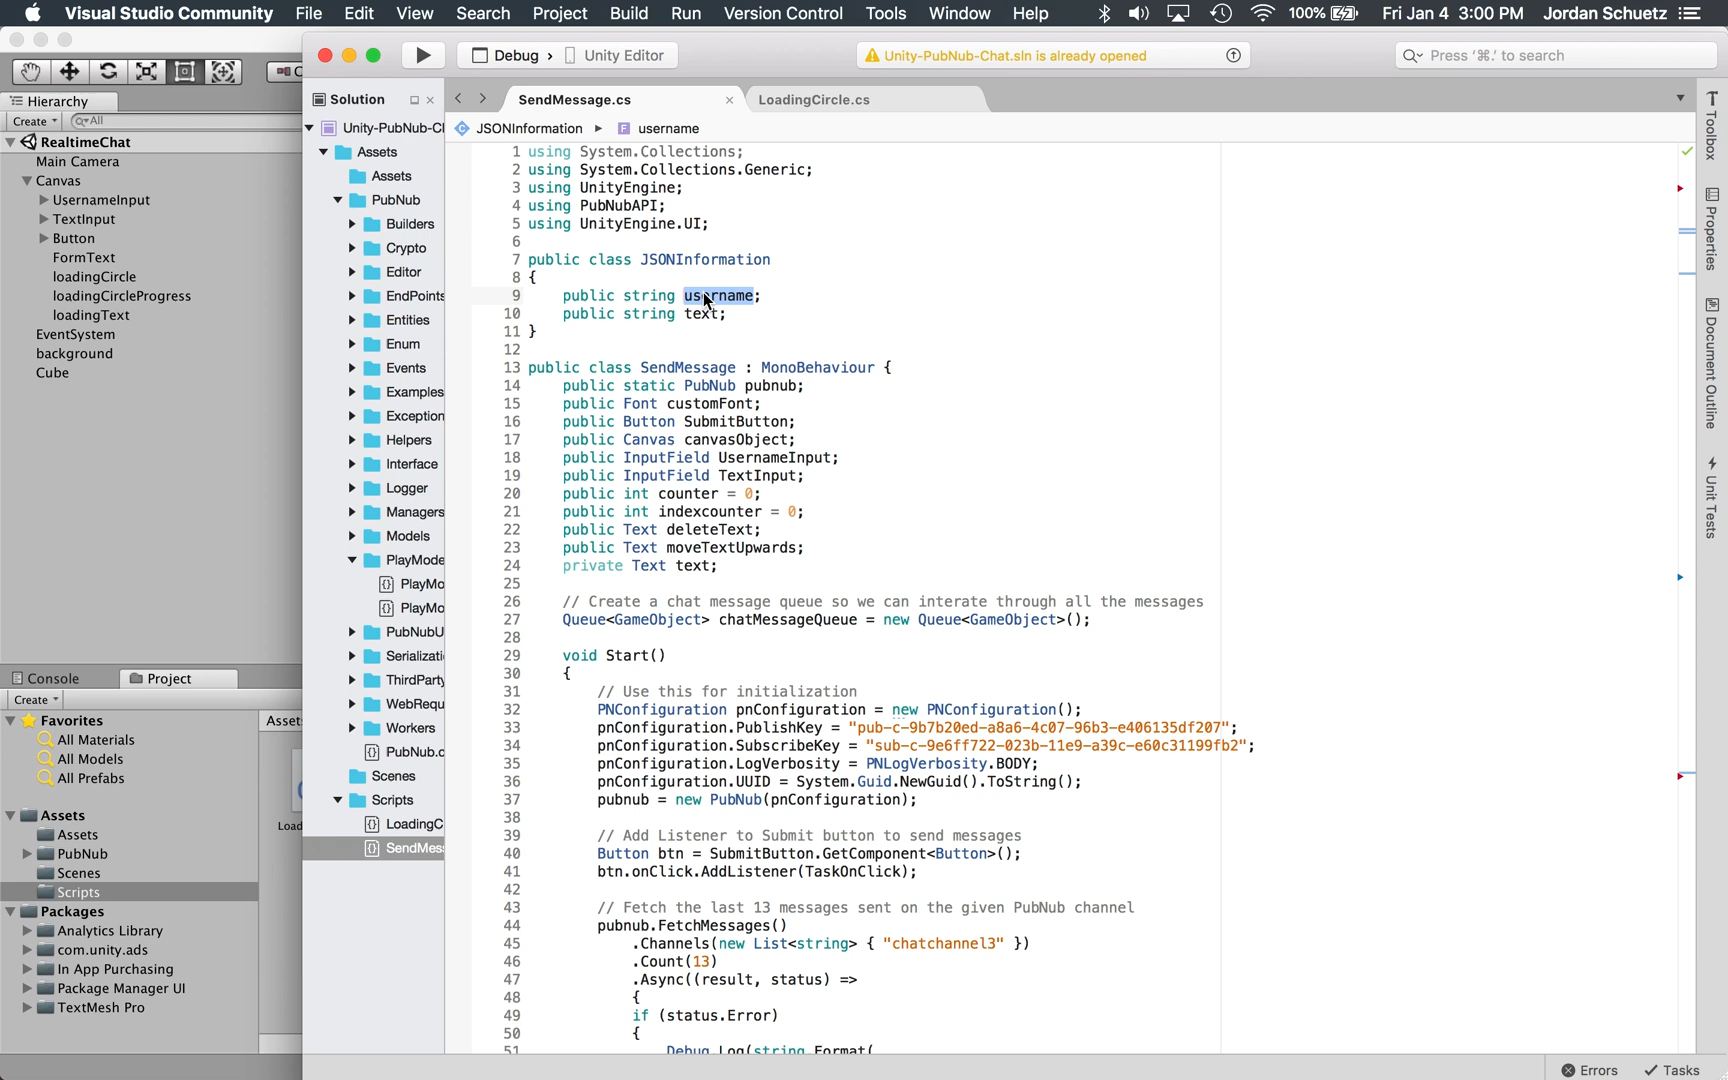 Visual Studio Community File Edit View Search Project Build Run Version Control Tools Window Help 100% Fri Jan 4 3:00 PM Jordan Schuetz
Debug › Unity Editor
Unity-PubNub-Chat.sln is already opened
Press '⌘.' to search
Hierarchy
Create
All
RealtimeChat
Main Camera
Canvas
UsernameInput
TextInput
Button
FormText
loadingCircle
loadingCircleProgress
loadingText
EventSystem
background
Cube
Console Project
Create
Favorites
All Materials
All Models
All Prefabs
Assets
Assets
PubNub
Scenes
Scripts
Packages
Analytics Library
com.unity.ads
In App Purchasing
Package Manager UI
TextMesh Pro
Asset
Load
Solution
Unity-PubNub-Cl
Assets
Assets
PubNub
Builders
Crypto
Editor
EndPoints
Entities
Enum
Events
Examples
Exception
Helpers
Interface
Logger
Managers
Models
PlayMode
PlayMo
PlayMo
PubNubU
Serializati
ThirdParty
WebRequ
Workers
PubNub.c
Scenes
Scripts
LoadingC
SendMess
SendMessage.cs
LoadingCircle.cs
JSONInformation ▸ username
1 using System.Collections;
2 using System.Collections.Generic;
3 using UnityEngine;
4 using PubNubAPI;
5 using UnityEngine.UI;
6
7 public class JSONInformation
8 {
9 public string username;
10 public string text;
11 }
12
13 public class SendMessage : MonoBehaviour {
14 public static PubNub pubnub;
15 public Font customFont;
16 public Button SubmitButton;
17 public Canvas canvasObject;
18 public InputField UsernameInput;
19 public InputField TextInput;
20 public int counter = 0;
21 public int indexcounter = 0;
22 public Text deleteText;
23 public Text moveTextUpwards;
24 private Text text;
25
26 // Create a chat message queue so we can interate through all the messages
27 Queue<GameObject> chatMessageQueue = new Queue<GameObject>();
28
29 void Start()
30 {
31 // Use this for initialization
32 PNConfiguration pnConfiguration = new PNConfiguration();
33 pnConfiguration.PublishKey = "pub-c-9b7b20ed-a8a6-4c07-96b3-e406135df207";
34 pnConfiguration.SubscribeKey = "sub-c-9e6ff722-023b-11e9-a39c-e60c31199fb2";
35 pnConfiguration.LogVerbosity = PNLogVerbosity.BODY;
36 pnConfiguration.UUID = System.Guid.NewGuid().ToString();
37 pubnub = new PubNub(pnConfiguration);
38
39 // Add Listener to Submit button to send messages
40 Button btn = SubmitButton.GetComponent<Button>();
41 btn.onClick.AddListener(TaskOnClick);
42
43 // Fetch the last 13 messages sent on the given PubNub channel
44 pubnub.FetchMessages()
45 .Channels(new List<string> { "chatchannel3" })
46 .Count(13)
47 .Async((result, status) =>
48 {
49 if (status.Error)
50 {
51 Debug.Log(string.Format(
Toolbox
Properties
Document Outline
Unit Tests
Errors Tasks